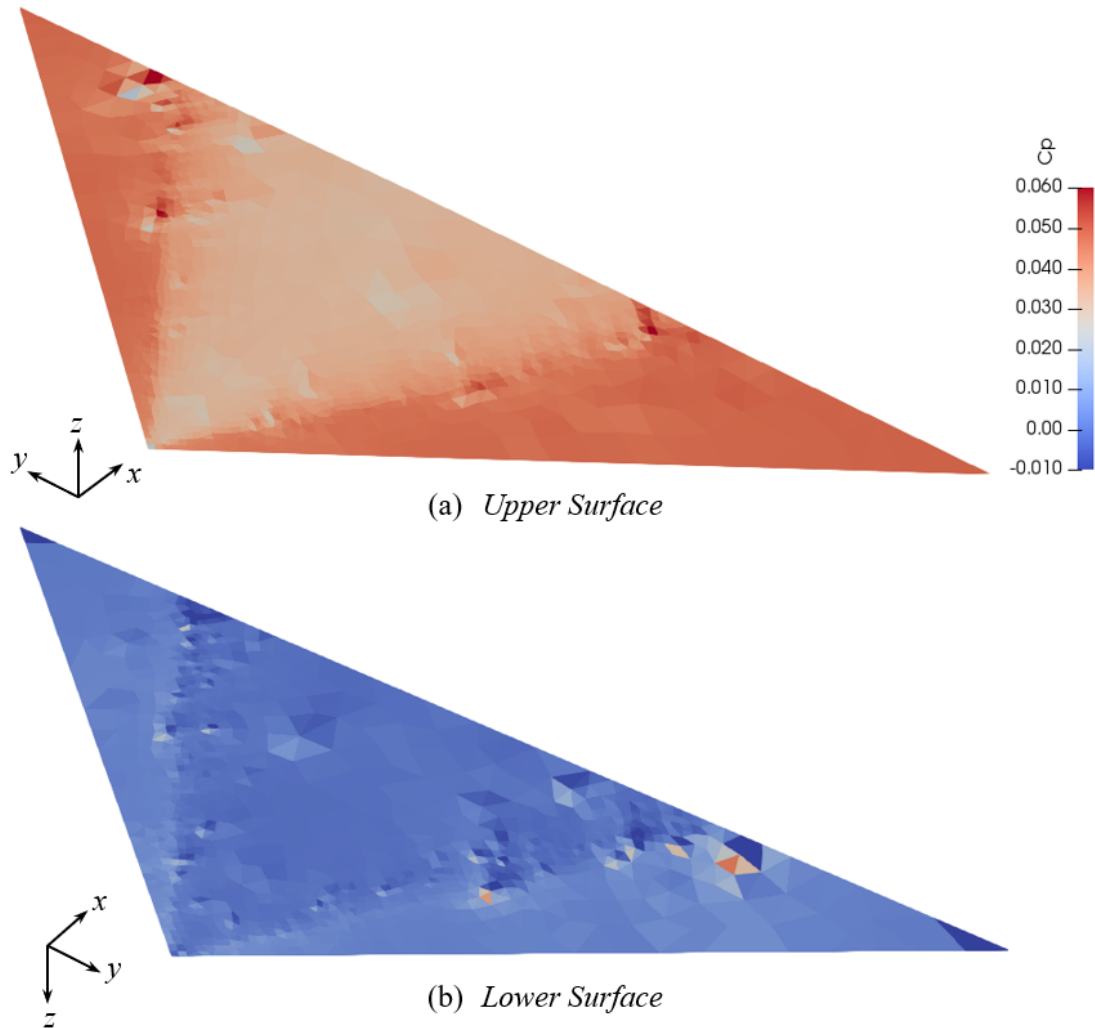 Cp
0.060
0.050
0.040
0.030
0.020
0.010
0.00
-0.010
z
y
x
(a) Upper Surface
x
y
z
(b) Lower Surface